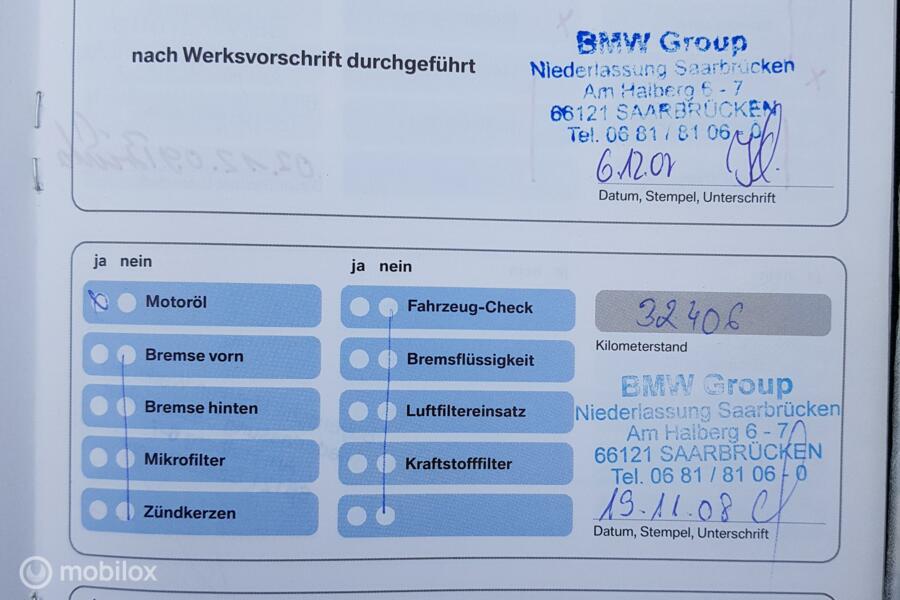 nach Werksvorschrift durchgeführt
BMW Group
Niederlassung Saarbrücken
Am Halberg 6 - 7
66121 SAARBRÜCKEN
Tel. 06 81 / 81 06 - 0
Datum, Stempel, Unterschrift
ja nein
Motoröl
Bremse vorn
Bremse hinten
Mikrofilter
Zündkerzen
ja nein
Fahrzeug-Check
Bremsflüssigkeit
Luftfiltereinsatz
Kraftstofffilter
32406
Kilometerstand
BMW Group
Niederlassung Saarbrücken
Am Halberg 6 - 7
66121 SAARBRÜCKEN
Tel. 06 81 / 81 06 - 0
19.11.08
Datum, Stempel, Unterschrift
mobilox